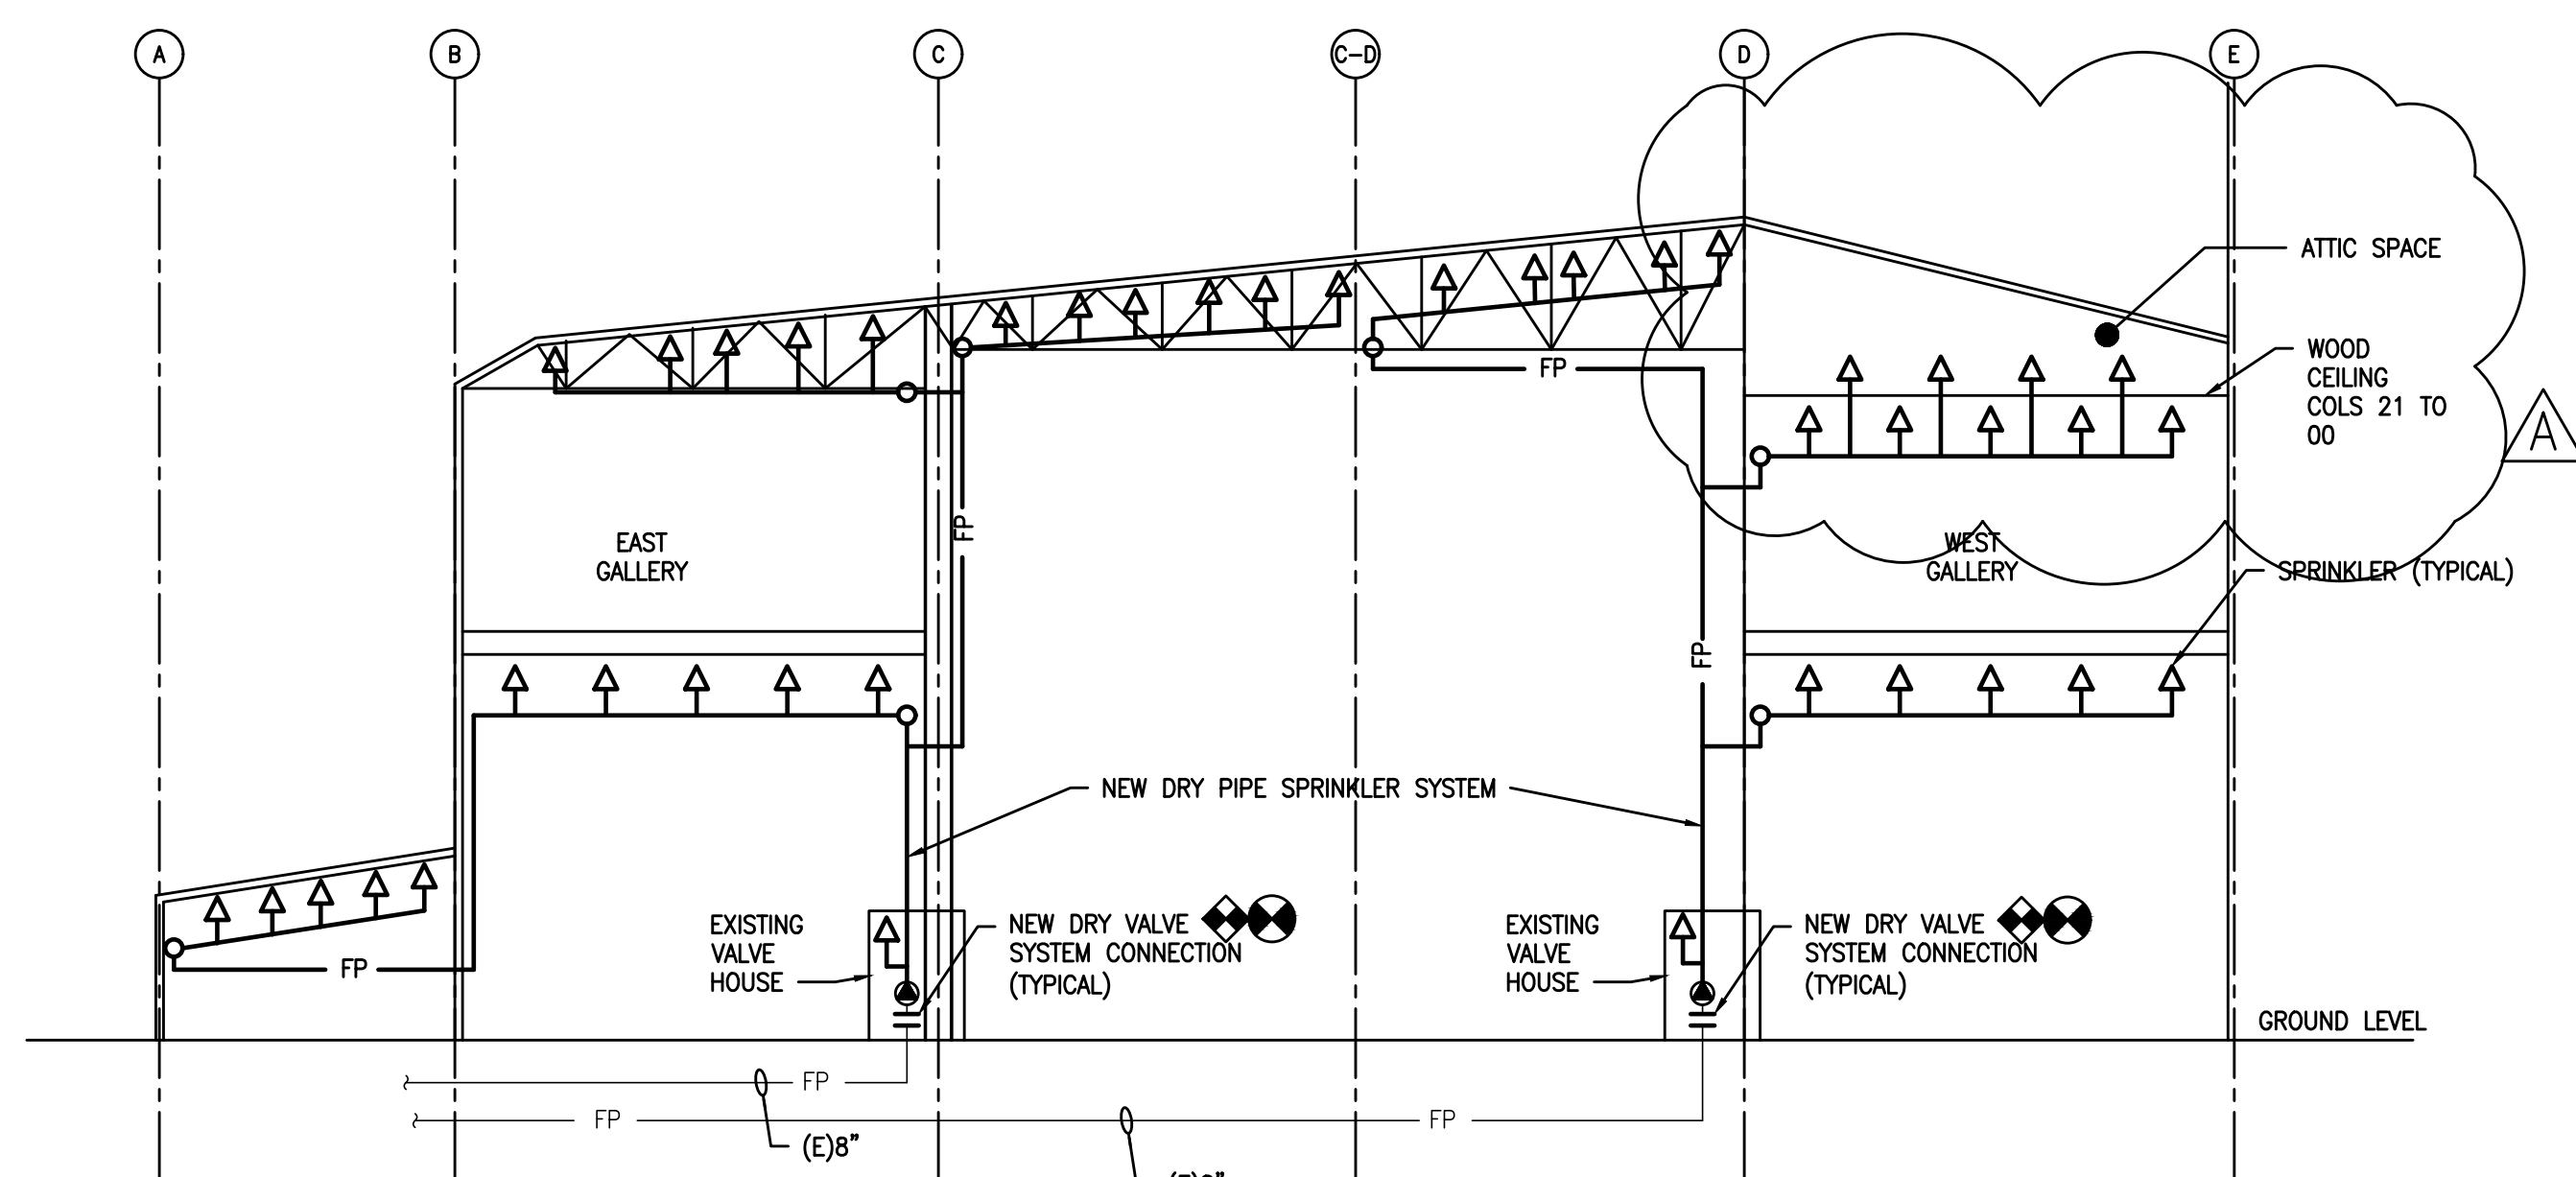 A
B
C
C-D
D
E
ATTIC SPACE
WOOD
CEILING
COLS 21 TO
00
A
FP
FP
EAST
GALLERY
WEST
GALLERY
SPRINKLER (TYPICAL)
FP
NEW DRY PIPE SPRINKLER SYSTEM
EXISTING
VALVE
HOUSE
NEW DRY VALVE
SYSTEM CONNECTION
(TYPICAL)
EXISTING
VALVE
HOUSE
NEW DRY VALVE
SYSTEM CONNECTION
(TYPICAL)
FP
GROUND LEVEL
FP
FP
FP
(E)8"